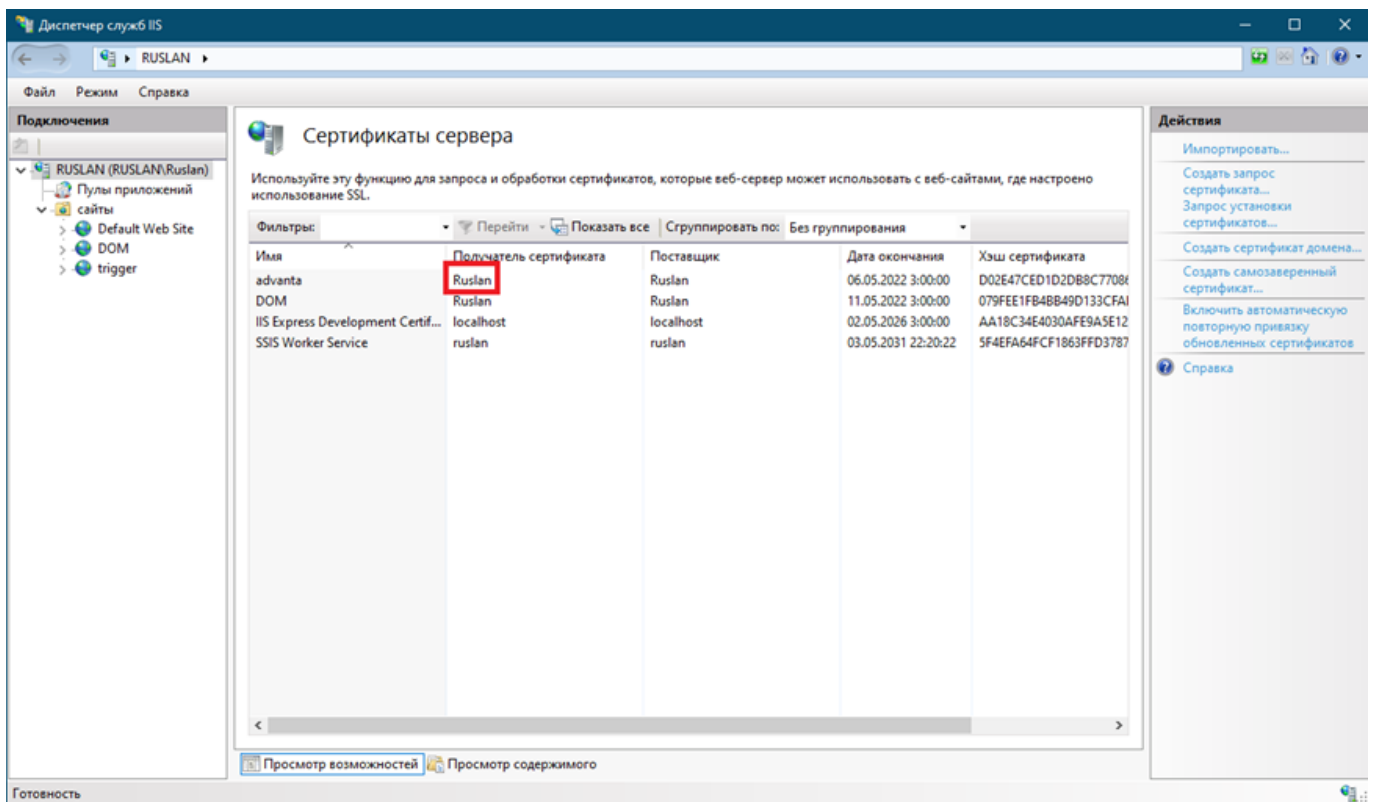 Диспетчер служб IIS
RUSLAN
Файл Режим Справка
Подключения
RUSLAN (RUSLAN\Ruslan)
Пулы приложений
сайты
Default Web Site
DOM
trigger
Сертификаты сервера
Используйте эту функцию для запроса и обработки сертификатов, которые веб-сервер может использовать с веб-сайтами, где настроено
использование SSL.
Фильтры: Перейти Показать все Сгруппировать по: Без группирования
Имя Получатель сертификата Поставщик Дата окончания Хэш сертификата
advanta Ruslan Ruslan 06.05.2022 3:00:00 D02E47CED1D2DB8C77086
DOM Ruslan Ruslan 11.05.2022 3:00:00 079FEE1FB4BB49D133CFAI
IIS Express Development Certif... localhost localhost 02.05.2026 3:00:00 AA18C34E4030AFE9A5E12
SSIS Worker Service ruslan ruslan 03.05.2031 22:20:22 5F4EFA64FCF1863FFD3787
Просмотр возможностей Просмотр содержимого
Действия
Импортировать...
Создать запрос
сертификата...
Запрос установки
сертификатов...
Создать сертификат домена...
Создать самозаверенный
сертификат...
Включить автоматическую
повторную привязку
обновленных сертификатов
Справка
Готовность